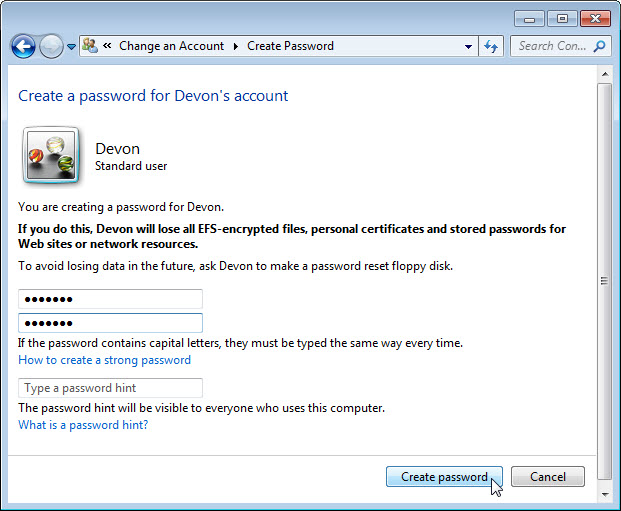 « Change an Account ▸ Create Password
Search Con...
Create a password for Devon's account
Devon
Standard user
You are creating a password for Devon.
If you do this, Devon will lose all EFS-encrypted files, personal certificates and stored passwords for
Web sites or network resources.
To avoid losing data in the future, ask Devon to make a password reset floppy disk.
•••••••
•••••••
If the password contains capital letters, they must be typed the same way every time.
How to create a strong password
Type a password hint
The password hint will be visible to everyone who uses this computer.
What is a password hint?
Create password
Cancel